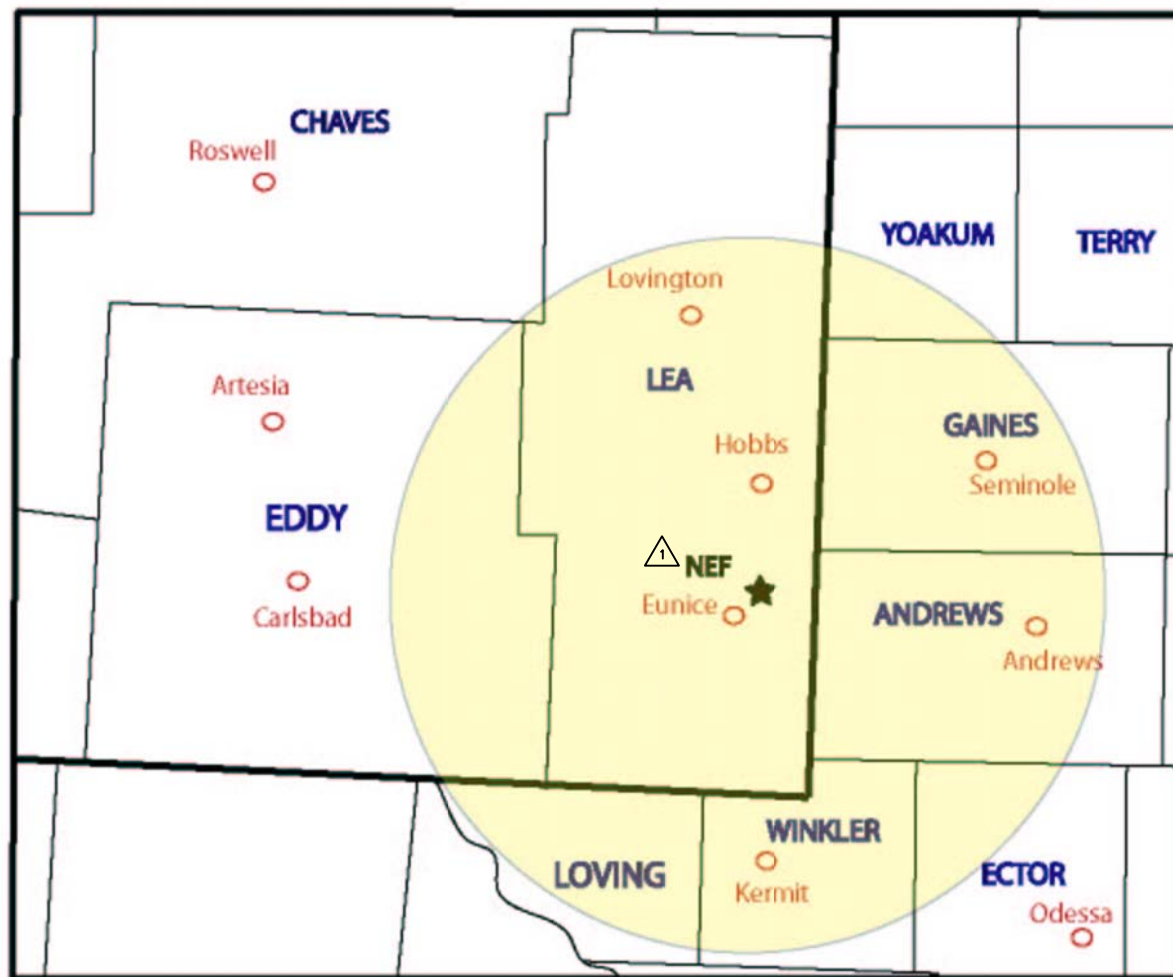 CHAVES
Roswell
YOAKUM
TERRY
Lovington
LEA
Artesia
GAINES
Hobbs
Seminole
EDDY
1
NEF
Eunice
ANDREWS
Carlsbad
Andrews
WINKLER
LOVING
ECTOR
Kermit
Odessa